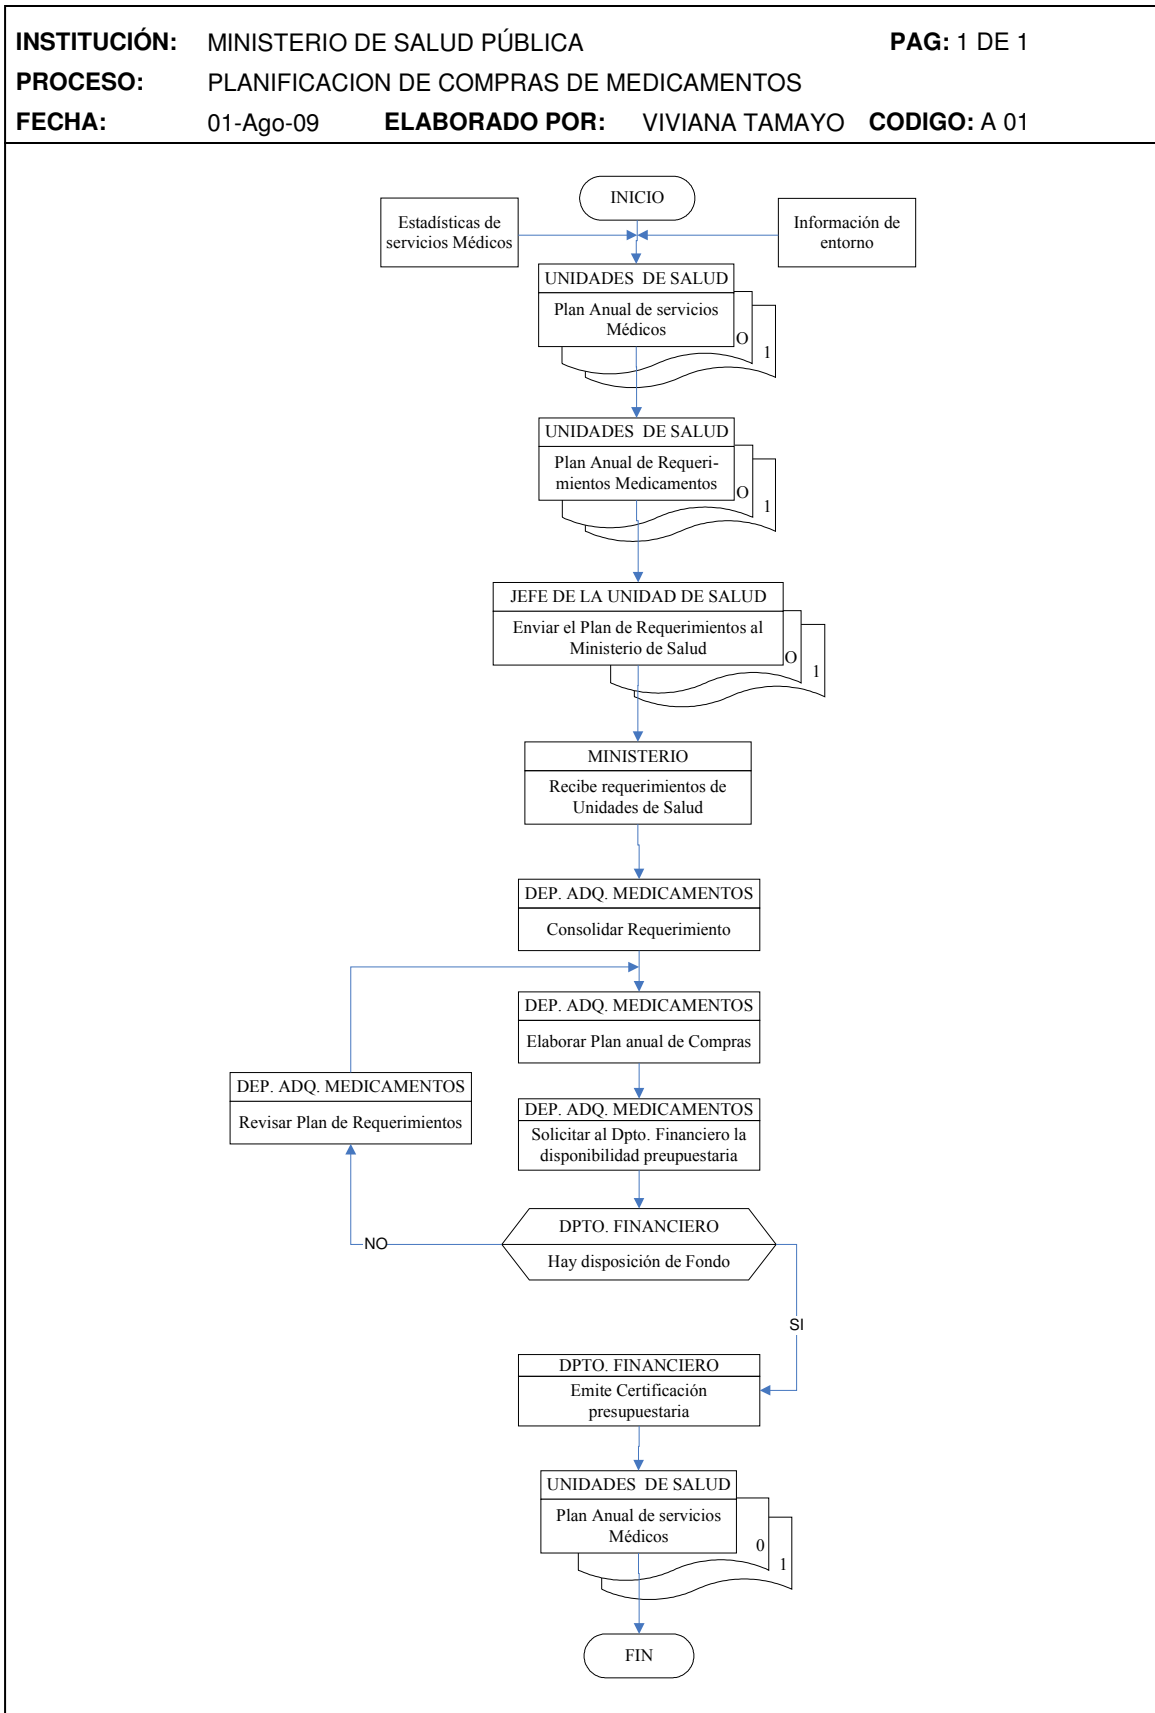 INSTITUCIÓN: MINISTERIO DE SALUD PÚBLICA PAG: 1 DE 1
PROCESO: PLANIFICACION DE COMPRAS DE MEDICAMENTOS
FECHA: 01-Ago-09 ELABORADO POR: VIVIANA TAMAYO CODIGO: A 01
INICIO
Estadísticas de
servicios Médicos
Información de
entorno
UNIDADES DE SALUD
Plan Anual de servicios
Médicos
O
1
UNIDADES DE SALUD
Plan Anual de Requeri-
mientos Medicamentos
O
1
JEFE DE LA UNIDAD DE SALUD
Enviar el Plan de Requerimientos al
Ministerio de Salud
O
1
MINISTERIO
Recibe requerimientos de
Unidades de Salud
DEP. ADQ. MEDICAMENTOS
Consolidar Requerimiento
DEP. ADQ. MEDICAMENTOS
Elaborar Plan anual de Compras
DEP. ADQ. MEDICAMENTOS
Revisar Plan de Requerimientos
DEP. ADQ. MEDICAMENTOS
Solicitar al Dpto. Financiero la
disponibilidad preupuestaria
DPTO. FINANCIERO
Hay disposición de Fondo
NO
SI
DPTO. FINANCIERO
Emite Certificación
presupuestaria
UNIDADES DE SALUD
Plan Anual de servicios
Médicos
0
1
FIN